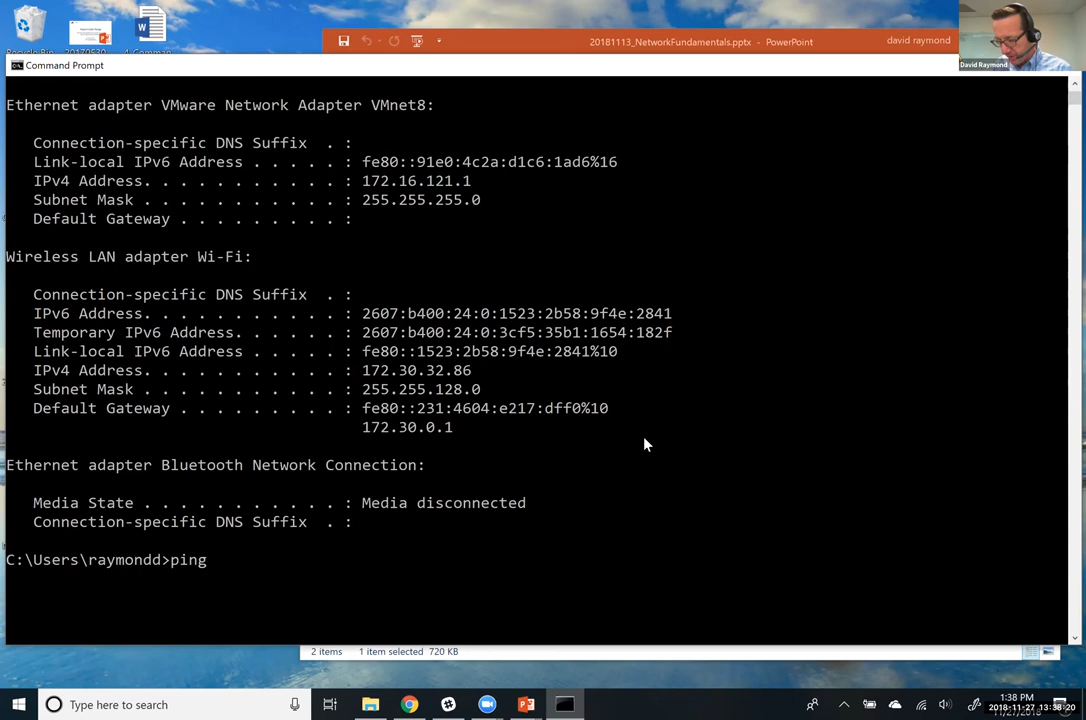 20181113_NetworkFundamentals.pptx - PowerPoint
david raymond
David Raymond
Command Prompt
Ethernet adapter VMware Network Adapter VMnet8:
Connection-specific DNS Suffix . :
Link-local IPv6 Address . . . . . : fe80::91e0:4c2a:d1c6:1ad6%16
IPv4 Address. . . . . . . . . . . : 172.16.121.1
Subnet Mask . . . . . . . . . . . : 255.255.255.0
Default Gateway . . . . . . . . . :
Wireless LAN adapter Wi-Fi:
Connection-specific DNS Suffix . :
IPv6 Address. . . . . . . . . . . : 2607:b400:24:0:1523:2b58:9f4e:2841
Temporary IPv6 Address. . . . . . : 2607:b400:24:0:3cf5:35b1:1654:182f
Link-local IPv6 Address . . . . . : fe80::1523:2b58:9f4e:2841%10
IPv4 Address. . . . . . . . . . . : 172.30.32.86
Subnet Mask . . . . . . . . . . . : 255.255.128.0
Default Gateway . . . . . . . . . : fe80::231:4604:e217:dff0%10
172.30.0.1
Ethernet adapter Bluetooth Network Connection:
Media State . . . . . . . . . . . : Media disconnected
Connection-specific DNS Suffix . :
C:\Users\raymondd>ping
2 items 1 item selected 720 KB
Type here to search
1:38 PM
2018-11-27 13:38:20